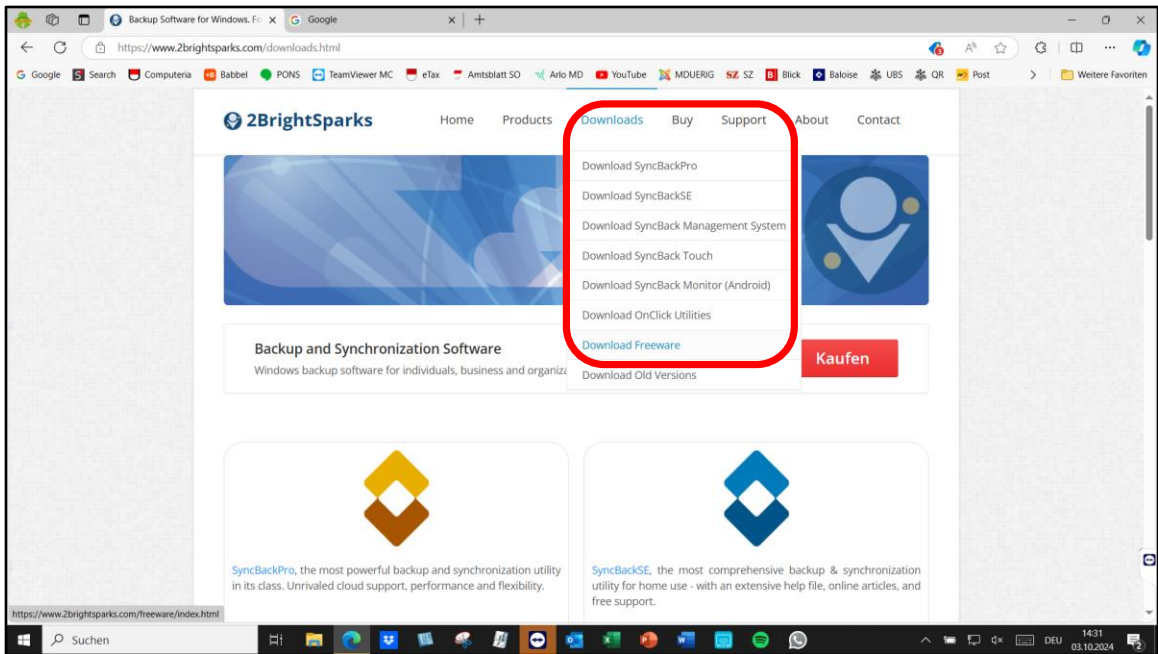 Backup Software for Windows. Fo
Google
https://www.2brightsparks.com/downloads.html
Google Search Computeria Babbel PONS TeamViewer MC eTax Amtsblatt SO Arlo MD YouTube MDUERIG SZ SZ Blick Baloise UBS QR Post Weitere Favoriten
2BrightSparks Home Products Downloads Buy Support About Contact
Download SyncBackPro
Download SyncBackSE
Download SyncBack Management System
Download SyncBack Touch
Download SyncBack Monitor (Android)
Download OnClick Utilities
Download Freeware
Download Old Versions
Backup and Synchronization Software
Windows backup software for individuals, business and organiza
Kaufen
SyncBackPro, the most powerful backup and synchronization utility
in its class. Unrivaled cloud support, performance and flexibility.
SyncBackSE, the most comprehensive backup & synchronization
utility for home use - with an extensive help file, online articles, and
free support.
https://www.2brightsparks.com/freeware/index.html
Suchen
DEU
14:31
03.10.2024